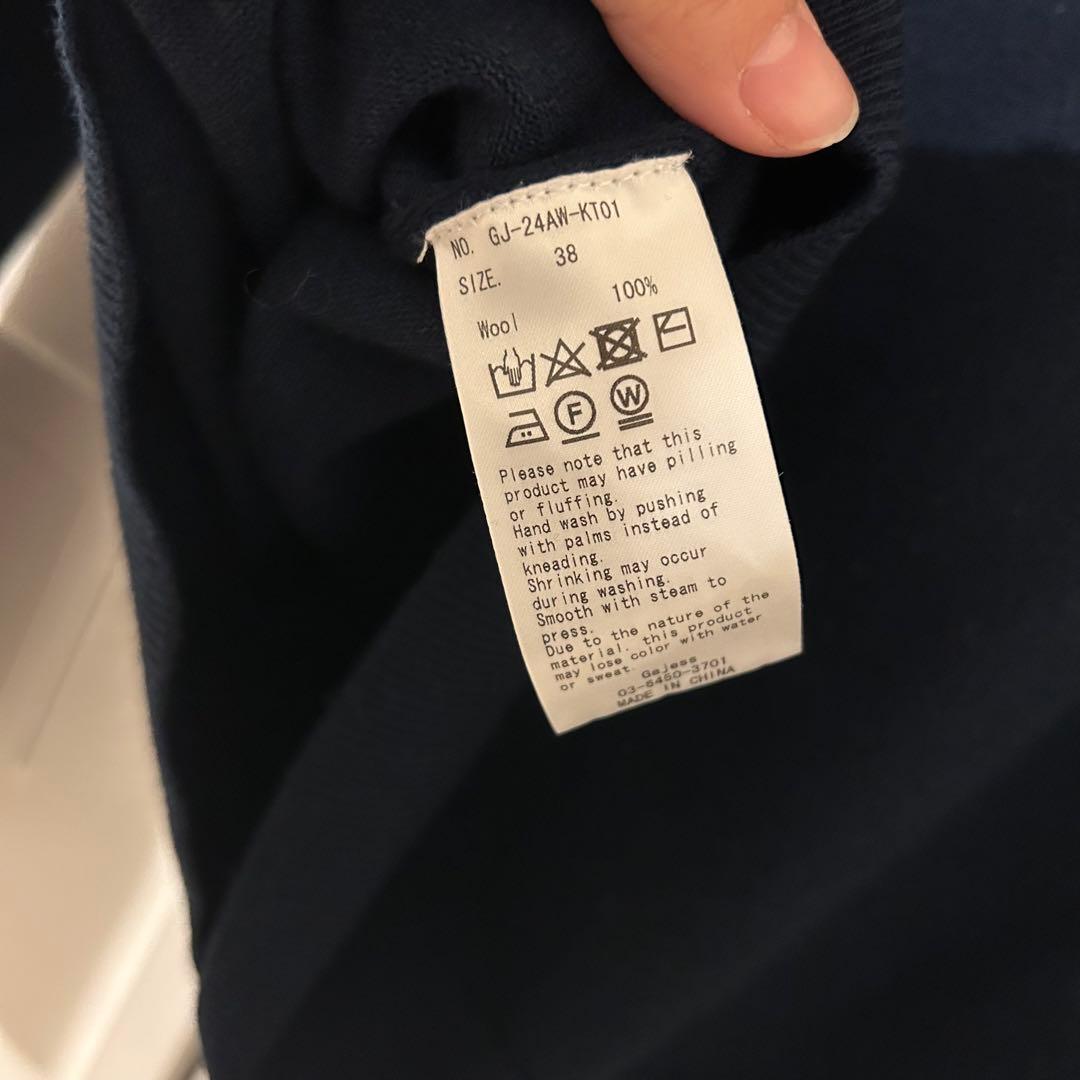 NO. GJ-24AW-KT01
SIZE. 38
Wool 100%
F W
Please note that this
product may have pilling
or fluffing.
Hand wash by pushing
with palms instead of
kneading.
Shrinking may occur
during washing.
Smooth with steam to
press.
Due to the nature of the
material. this product
may lose color with water
or sweat.
Gajess
03-5450-3701
MADE IN CHINA